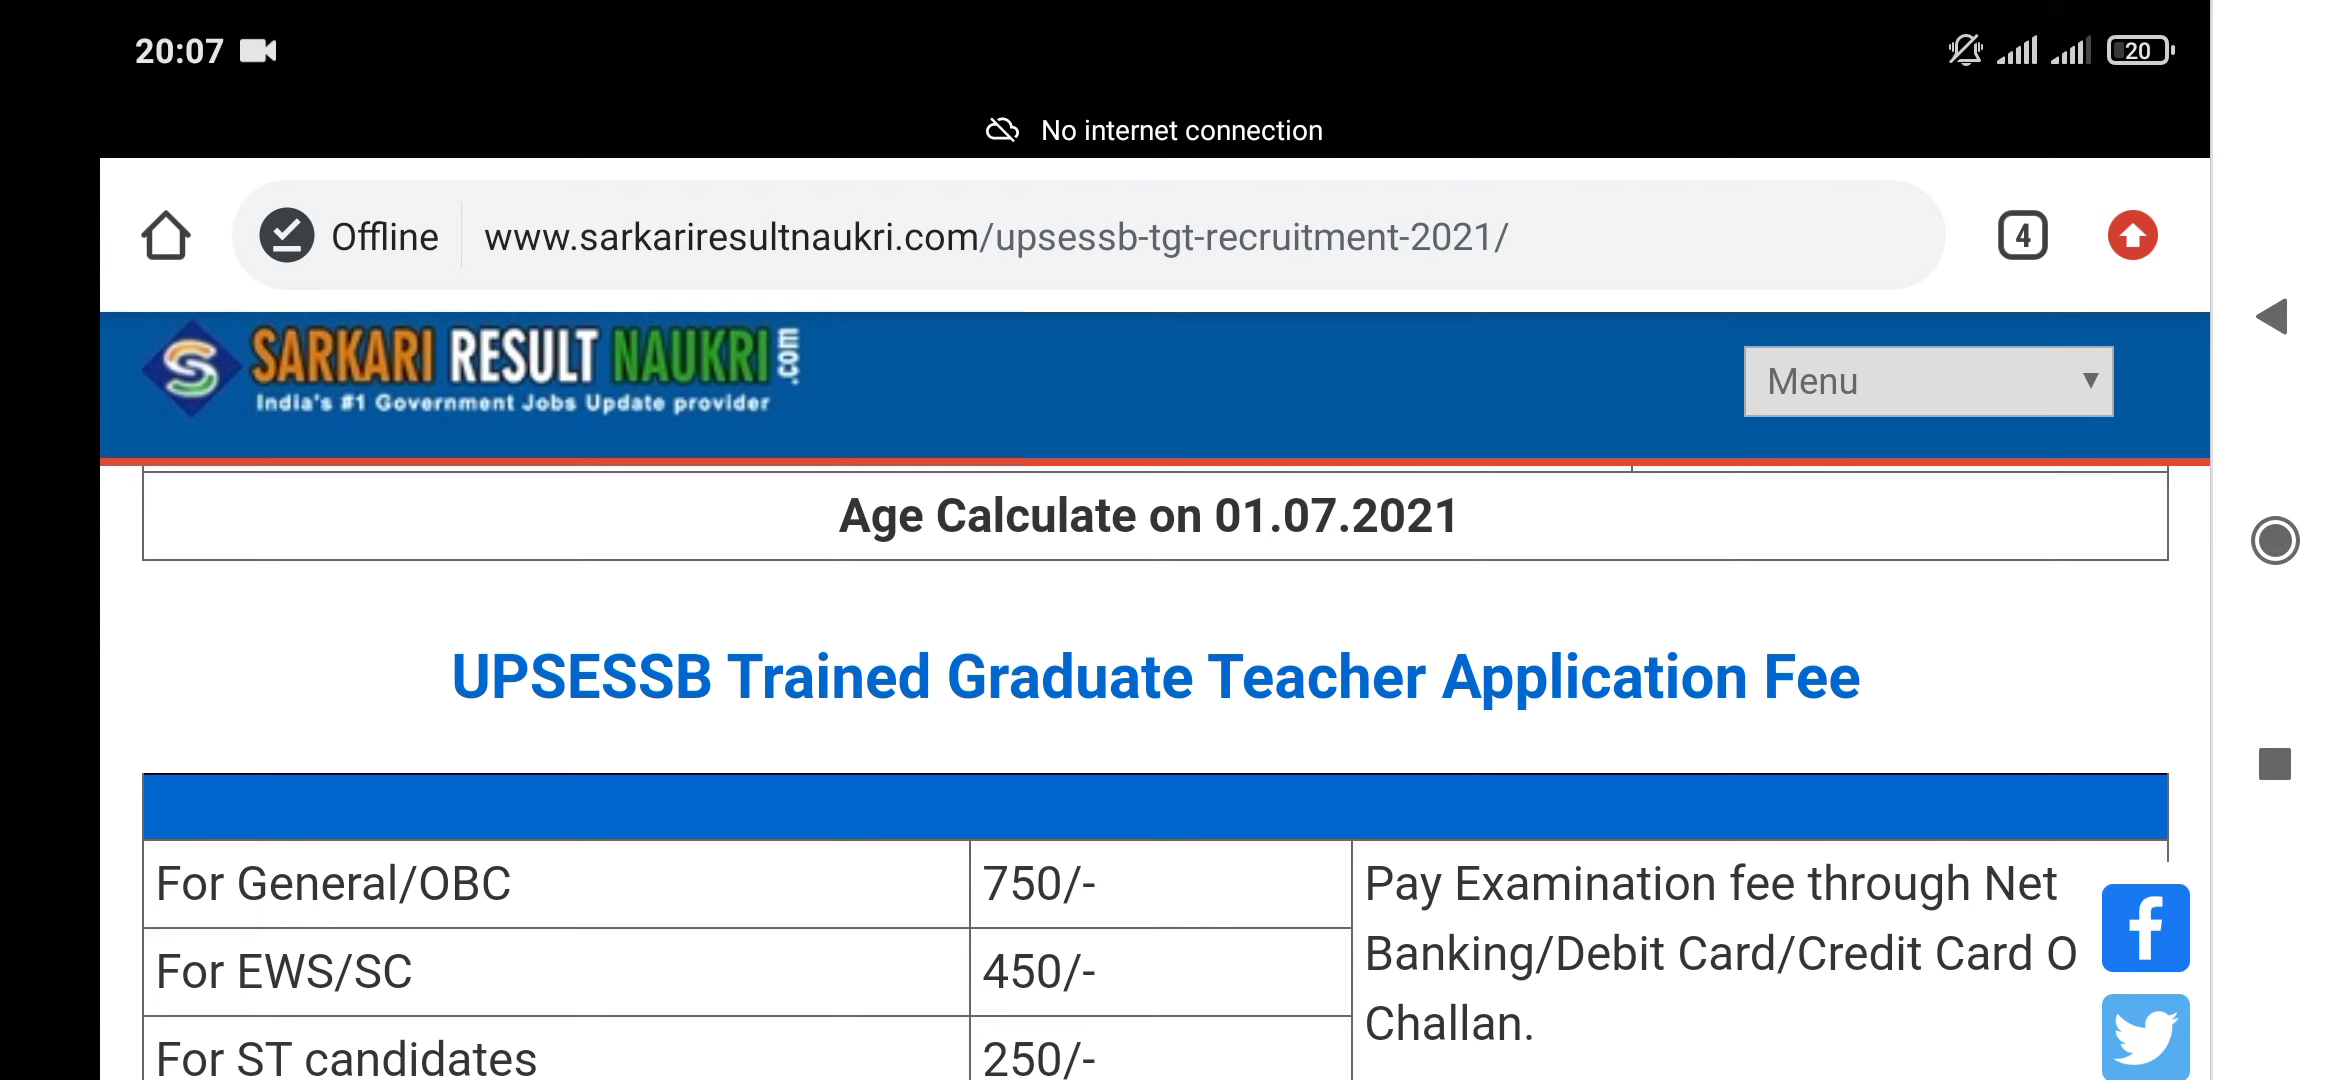 20:07
20
No internet connection
Offline www.sarkariresultnaukri.com/upsessb-tgt-recruitment-2021/
4
SARKARI RESULT NAUKRI .com
India's #1 Government Jobs Update provider
Menu
Age Calculate on 01.07.2021
UPSESSB Trained Graduate Teacher Application Fee
For General/OBC 750/- Pay Examination fee through Net
Banking/Debit Card/Credit Card O
Challan.
For EWS/SC 450/-
For ST candidates 250/-